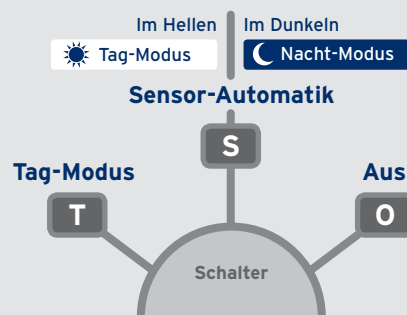 Im Hellen Im Dunkeln
Tag-Modus Nacht-Modus
Sensor-Automatik
S
Tag-Modus Aus
T O
Schalter